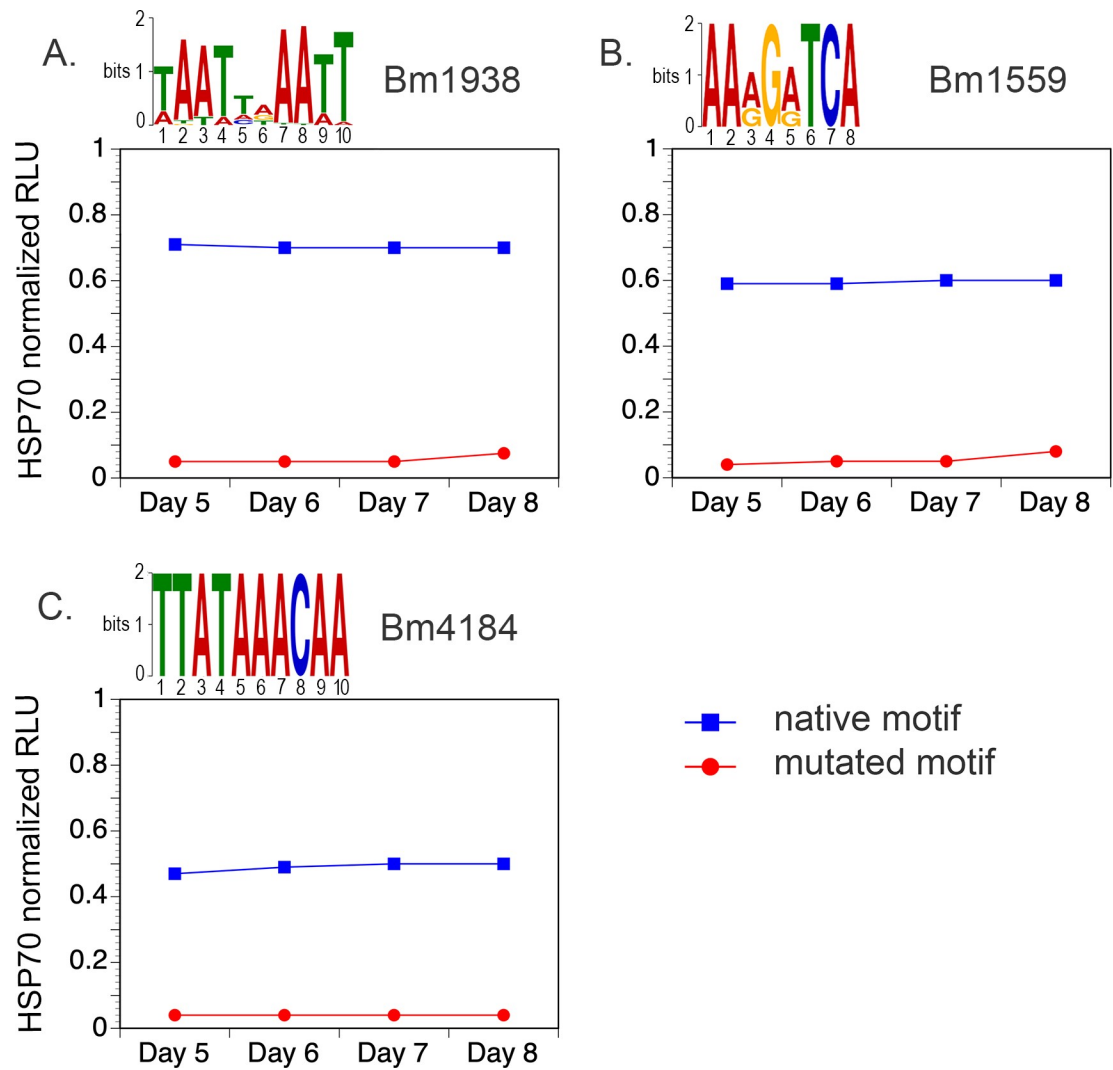 A.
Bm1938
2
bits 1
0
TAATTAAATT
1 2 3 4 5 6 7 8 9 10
HSP70 normalized RLU
1
0.8
0.6
0.4
0.2
0
Day 5 Day 6 Day 7 Day 8
B.
Bm1559
2
bits 1
0
AAAGATCA
GG
1 2 3 4 5 6 7 8
1
0.8
0.6
0.4
0.2
0
Day 5 Day 6 Day 7 Day 8
C.
Bm4184
2
bits 1
0
TTATAAACAA
1 2 3 4 5 6 7 8 9 10
HSP70 normalized RLU
1
0.8
0.6
0.4
0.2
0
Day 5 Day 6 Day 7 Day 8
native motif
mutated motif